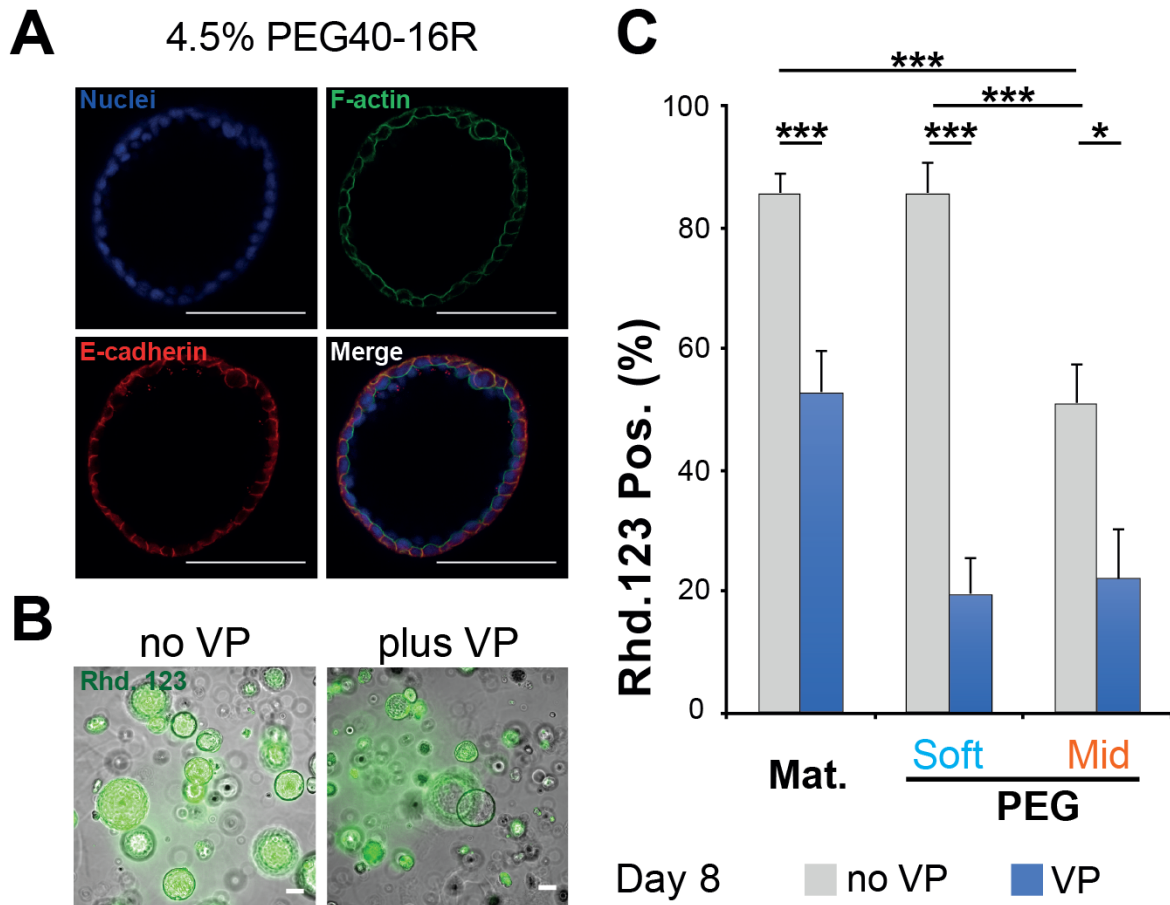 A
4.5% PEG40-16R
Nuclei
F-actin
E-cadherin
Merge
B
no VP
plus VP
Rhd. 123
C
***
***
***
***
*
Rhd.123 Pos. (%)
100
80
60
40
20
0
Mat.
Soft
Mid
PEG
Day 8
no VP
VP